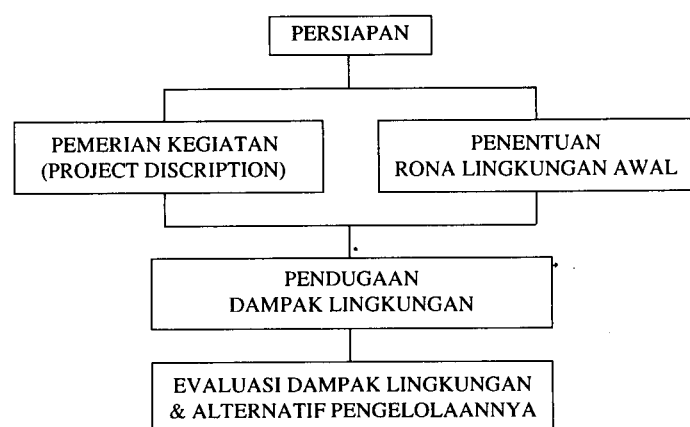 PERSIAPAN
PEMERIAN KEGIATAN
(PROJECT DISCRIPTION)
PENENTUAN
RONA LINGKUNGAN AWAL
PENDUGAAN
DAMPAK LINGKUNGAN
EVALUASI DAMPAK LINGKUNGAN
& ALTERNATIF PENGELOLAANNYA